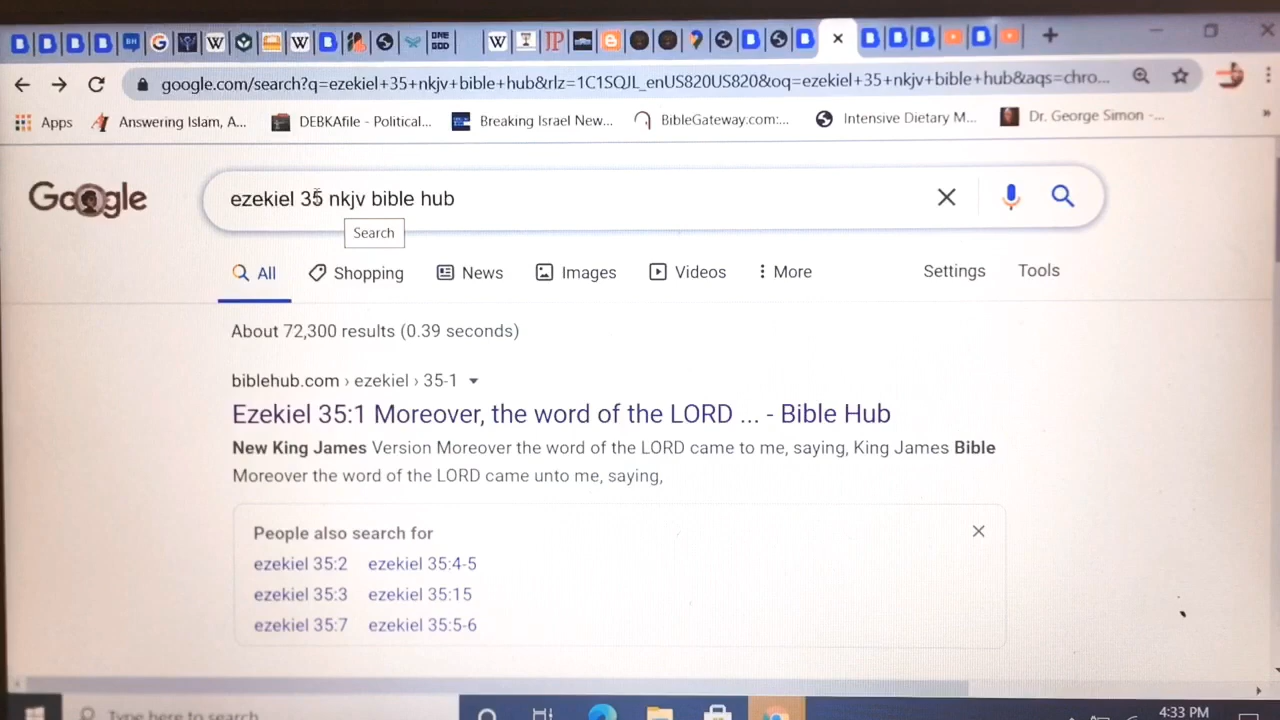 BH
G
W
W
ONE GOD
W
T
JP
google.com/search?q=ezekiel+35+nkjv+bible+hub&rlz=1C1SQJL_enUS820US820&oq=ezekiel+35+nkjv+bible+hub&aqs=chro...
Apps Answering Islam, A... DEBKAfile - Political... Breaking Israel New... BibleGateway.com:... Intensive Dietary M... Dr. George Simon -...
Google
ezekiel 35 nkjv bible hub
Search
All Shopping News Images Videos More Settings Tools
About 72,300 results (0.39 seconds)
biblehub.com › ezekiel › 35-1
Ezekiel 35:1 Moreover, the word of the LORD ... - Bible Hub
New King James Version Moreover the word of the LORD came to me, saying, King James Bible
Moreover the word of the LORD came unto me, saying,
People also search for
ezekiel 35:2 ezekiel 35:4-5
ezekiel 35:3 ezekiel 35:15
ezekiel 35:7 ezekiel 35:5-6
Type here to search
4:33 PM